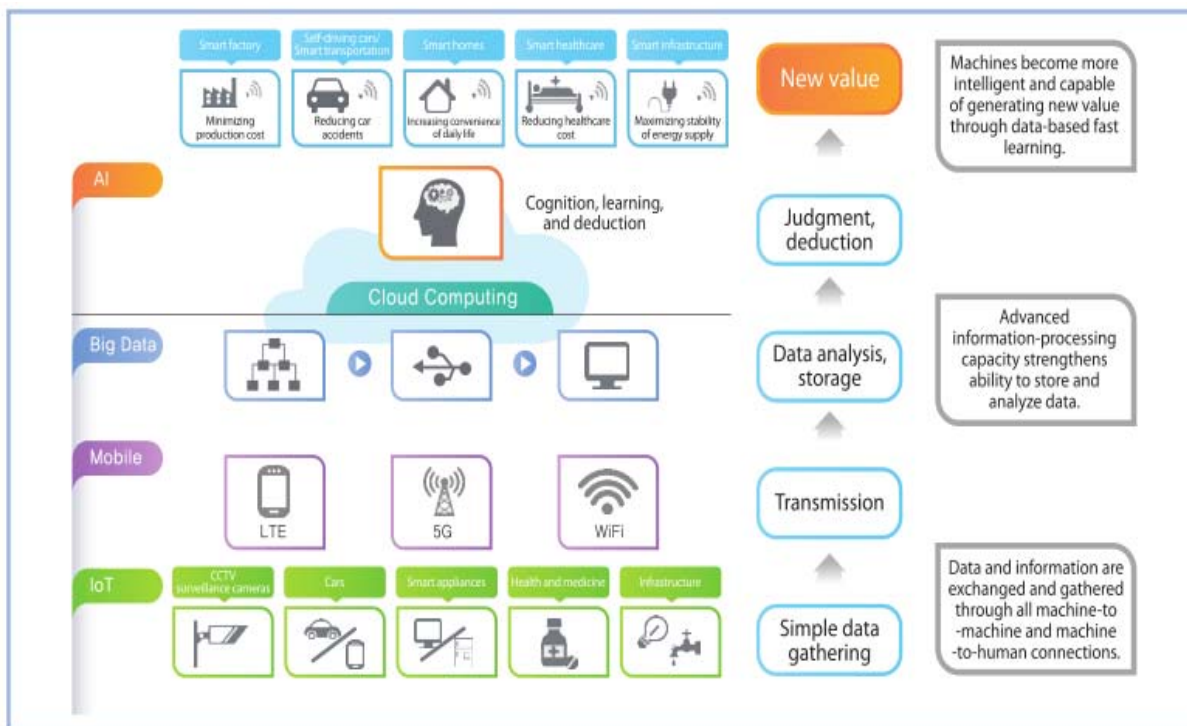 Smart factory
Self-driving cars/
Smart transportation
Smart homes
Smart healthcare
Smart infrastructure
Minimizing
production cost
Reducing car
accidents
Increasing convenience
of daily life
Reducing healthcare
cost
Maximizing stability
of energy supply
AI
Cognition, learning,
and deduction
Cloud Computing
Big Data
Mobile
LTE
5G
WiFi
IoT
CCTV
surveillance cameras
Cars
Smart appliances
Health and medicine
Infrastructure
New value
Judgment,
deduction
Data analysis,
storage
Transmission
Simple data
gathering
Machines become more
intelligent and capable
of generating new value
through data-based fast
learning.
Advanced
information-processing
capacity strengthens
ability to store and
analyze data.
Data and information are
exchanged and gathered
through all machine-to
-machine and machine
-to-human connections.